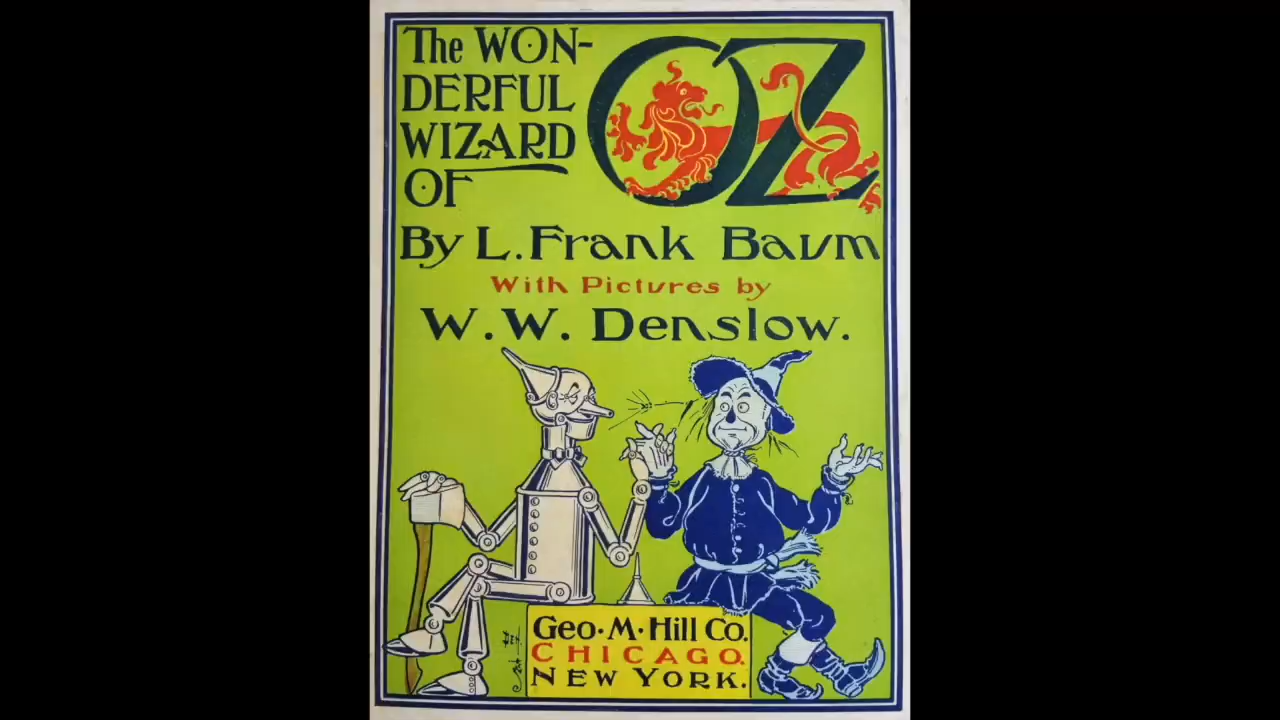 The WON-
DERFUL
WIZARD
OF
OZ
By L. Frank Baum
With Pictures by
W. W. Denslow.
DEN
Geo. M. Hill Co.
CHICAGO.
NEW YORK.